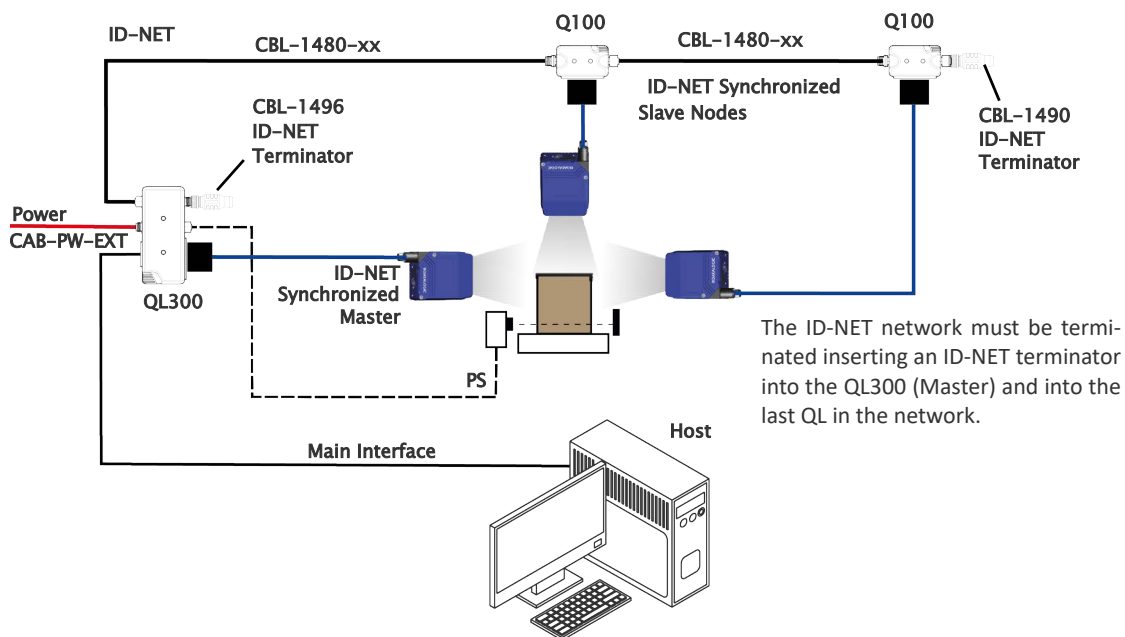 Q100
Q100
ID-NET
CBL-1480-xx
CBL-1480-xx
ID-NET Synchronized
Slave Nodes
CBL-1496
ID-NET
Terminator
CBL-1490
ID-NET
Terminator
Power
CAB-PW-EXT
QL300
ID-NET
Synchronized
Master
PS
The ID-NET network must be termi-
nated inserting an ID-NET terminator
into the QL300 (Master) and into the
last QL in the network.
Host
Main Interface